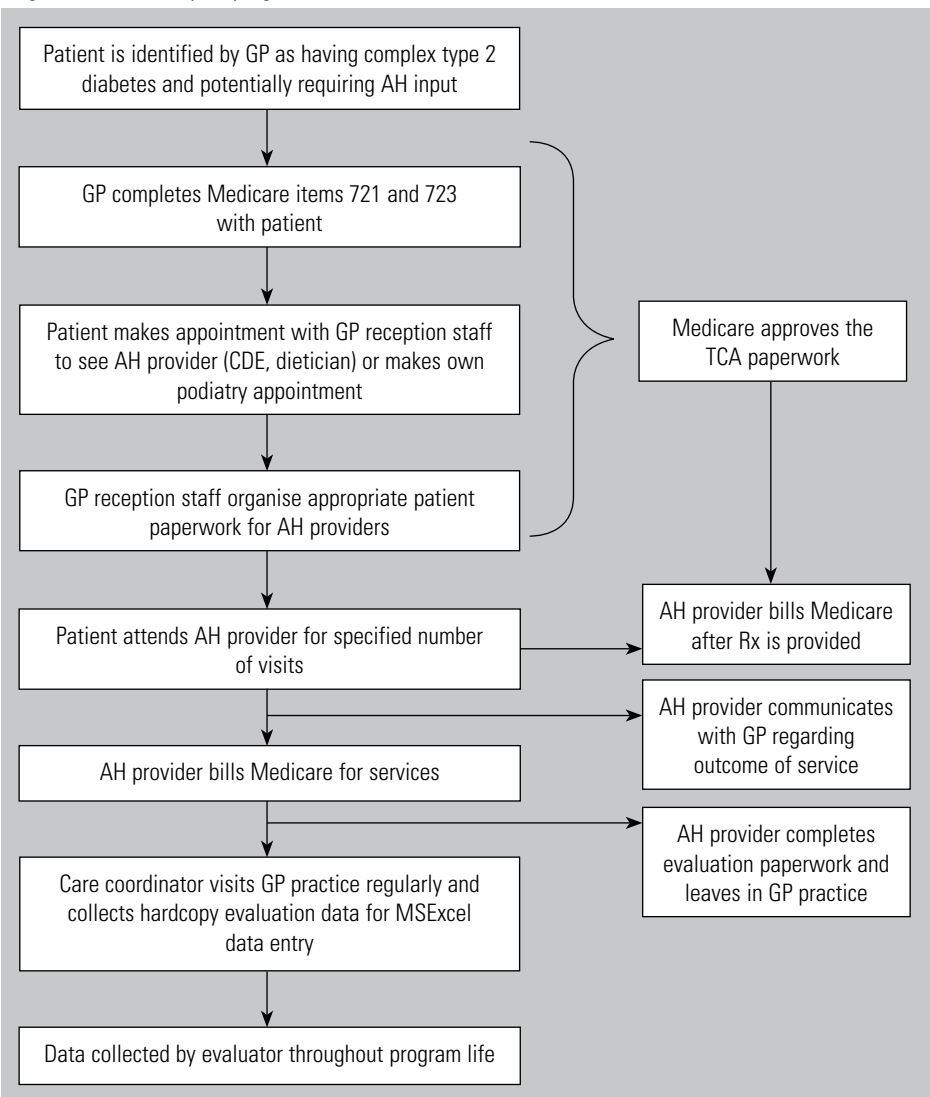 Patient is identified by GP as having complex type 2
diabetes and potentially requiring AH input
GP completes Medicare items 721 and 723
with patient
Patient makes appointment with GP reception staff
to see AH provider (CDE, dietician) or makes own
podiatry appointment
Medicare approves the
TCA paperwork
GP reception staff organise appropriate patient
paperwork for AH providers
Patient attends AH provider for specified number
of visits
AH provider bills Medicare
after Rx is provided
AH provider communicates
with GP regarding
outcome of service
AH provider bills Medicare for services
AH provider completes
evaluation paperwork and
leaves in GP practice
Care coordinator visits GP practice regularly and
collects hardcopy evaluation data for MSExcel
data entry
Data collected by evaluator throughout program life